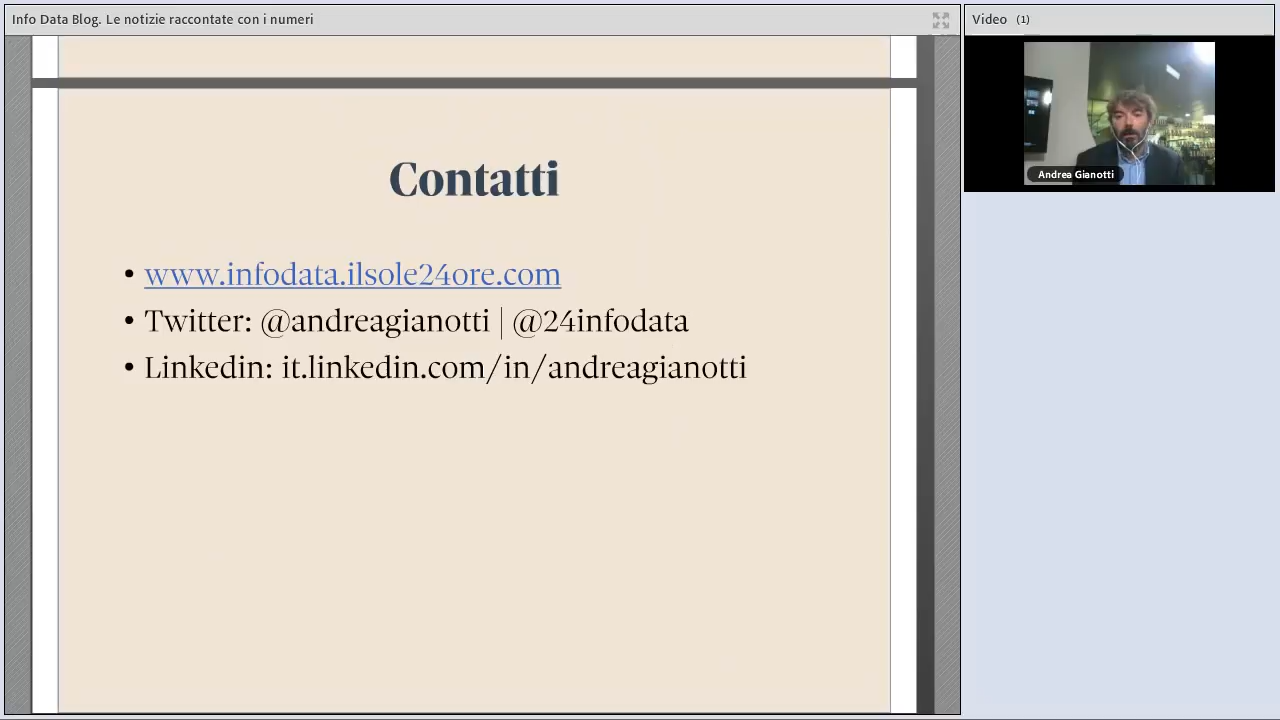 Info Data Blog. Le notizie raccontate con i numeri
Video (1)
Andrea Gianotti
Contatti
• www.infodata.ilsole24ore.com
• Twitter: @andreagianotti | @24infodata
• Linkedin: it.linkedin.com/in/andreagianotti